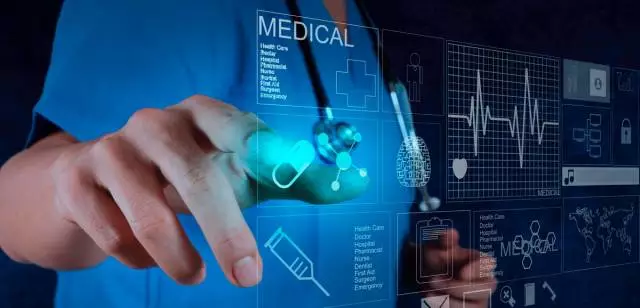 MEDICAL
Health Care
Doctor
Hospital
Pharmacist
Nurse
Dentist
First Aid
Surgeon
Emergency
MEDICAL
Health Care
Doctor
Hospital
Pharmacist
Nurse
Dentist
First Aid
Surgeon
Emergency
Health Care
Doctor
Hospital
Pharmacist
Nurse
Dentist
First Aid
Surgeon
Emergency
MEDICAL